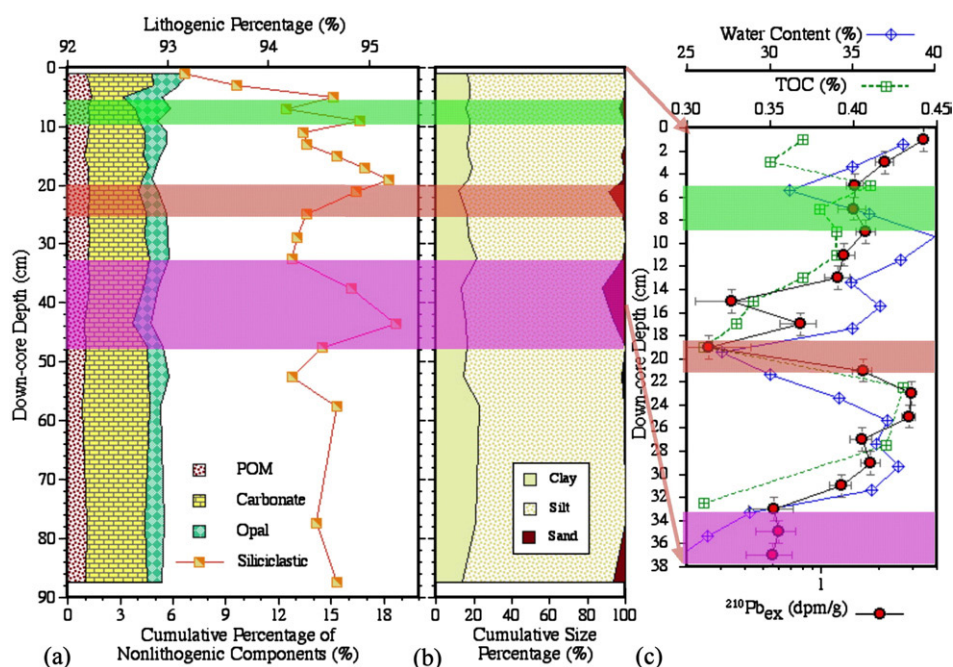 Lithogenic Percentage (%)
92 93 94 95
0
10
20
30
40
50
60
70
80
90
Down-core Depth (cm)
POM
Carbonate
Opal
Siliciclastic
0 3 6 9 12 15 18
Cumulative Percentage of
Nonlithogenic Components (%)
(a)
Clay
Silt
Sand
0 20 40 60 80 100
Cumulative Size
Percentage (%)
(b)
25 30 35 40
Water Content (%)
TOC (%)
0.30 0.35 0.40 0.45
0
2
4
6
8
10
12
14
16
18
20
22
24
26
28
30
32
34
36
38
Down-core Depth (cm)
1
²¹⁰Pbex (dpm/g)
(c)